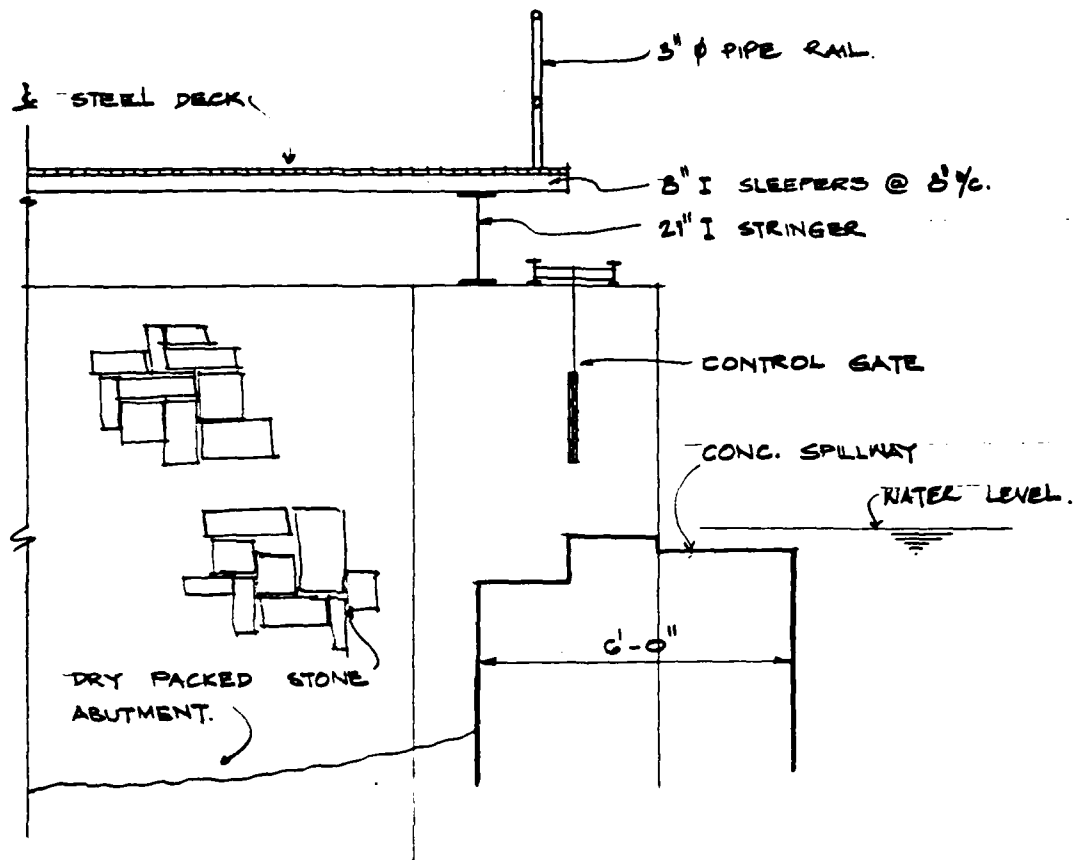 3" ⌀ PIPE RAIL.
℄ STEEL DECK
8" I SLEEPERS @ 8" o/c.
21" I STRINGER
CONTROL GATE
CONC. SPILLWAY
WATER LEVEL.
6'-0"
DRY PACKED STONE
ABUTMENT.